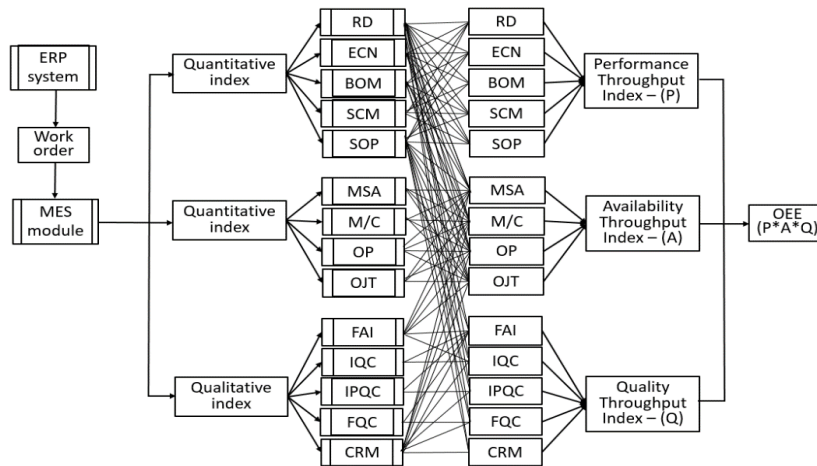 ERP
system
Work
order
MES
module
Quantitative
index
Quantitative
index
Qualitative
index
RD
ECN
BOM
SCM
SOP
MSA
M/C
OP
OJT
FAI
IQC
IPQC
FQC
CRM
RD
ECN
BOM
SCM
SOP
MSA
M/C
OP
OJT
FAI
IQC
IPQC
FQC
CRM
Performance
Throughput
Index – (P)
Availability
Throughput
Index – (A)
Quality
Throughput
Index – (Q)
OEE
(P*A*Q)